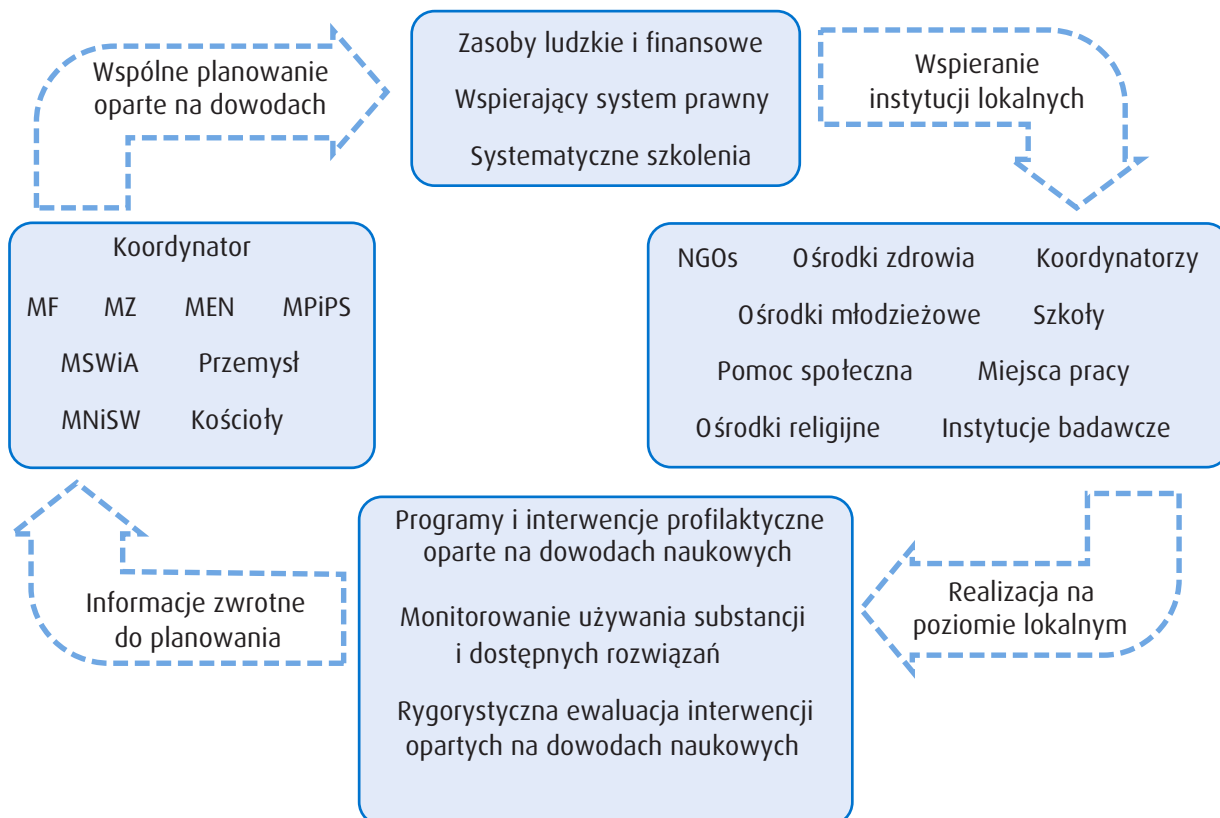 Wspólne planowanie
oparte na dowodach
Zasoby ludzkie i finansowe
Wspierający system prawny
Systematyczne szkolenia
Wspieranie
instytucji lokalnych
Koordynator
MF MZ MEN MPiPS
MSWiA Przemysł
MNiSW Kościoły
NGOs Ośrodki zdrowia Koordynatorzy
Ośrodki młodzieżowe Szkoły
Pomoc społeczna Miejsca pracy
Ośrodki religijne Instytucje badawcze
Informacje zwrotne
do planowania
Programy i interwencje profilaktyczne
oparte na dowodach naukowych
Monitorowanie używania substancji
i dostępnych rozwiązań
Rygorystyczna ewaluacja interwencji
opartych na dowodach naukowych
Realizacja na
poziomie lokalnym